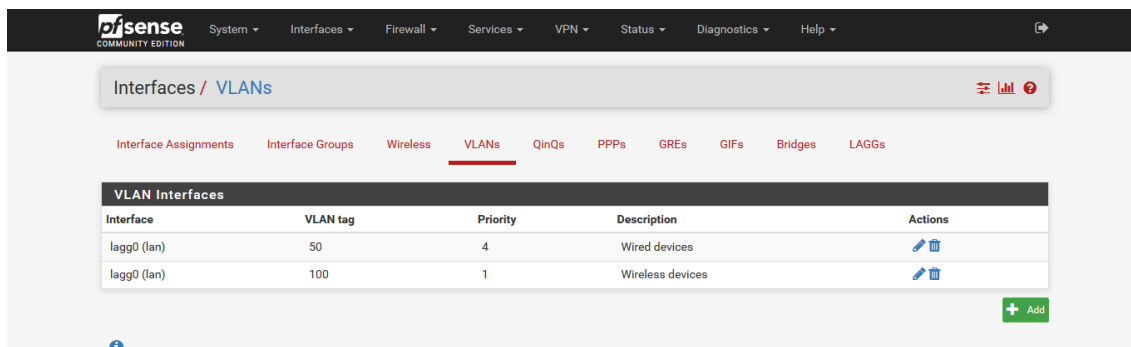 pfsense System Interfaces Firewall Services VPN Status Diagnostics Help
COMMUNITY EDITION
Interfaces / VLANs
Interface Assignments Interface Groups Wireless VLANs QinQs PPPs GREs GIFs Bridges LAGGs
VLAN Interfaces
Interface VLAN tag Priority Description Actions
lagg0 (lan) 50 4 Wired devices
lagg0 (lan) 100 1 Wireless devices
Add